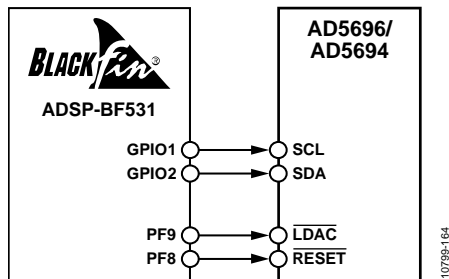 BLACKfin®
ADSP-BF531
GPIO1
GPIO2
PF9
PF8
AD5696/
AD5694
SCL
SDA
LDAC
RESET
10799-164